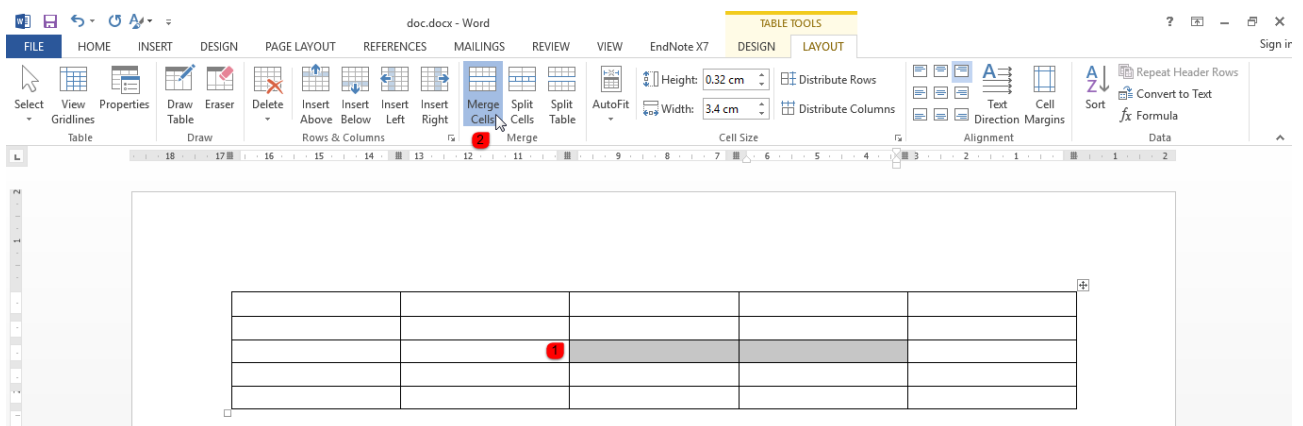 doc.docx - Word
TABLE TOOLS
FILE HOME INSERT DESIGN PAGE LAYOUT REFERENCES MAILINGS REVIEW VIEW EndNote X7 DESIGN LAYOUT Sign in
Select
View Gridlines
Properties
Table
Draw Table
Eraser
Draw
Delete
Insert Above
Insert Below
Insert Left
Insert Right
Rows & Columns
Merge Cells
Split Cells
Split Table
2
Merge
AutoFit
Height: 0.32 cm
Width: 3.4 cm
Distribute Rows
Distribute Columns
Cell Size
Text Direction
Cell Margins
Alignment
Sort
Repeat Header Rows
Convert to Text
fx Formula
Data
18 17 16 15 14 13 12 11 9 8 7 6 5 4 3 2 1 1 2
2
1
1